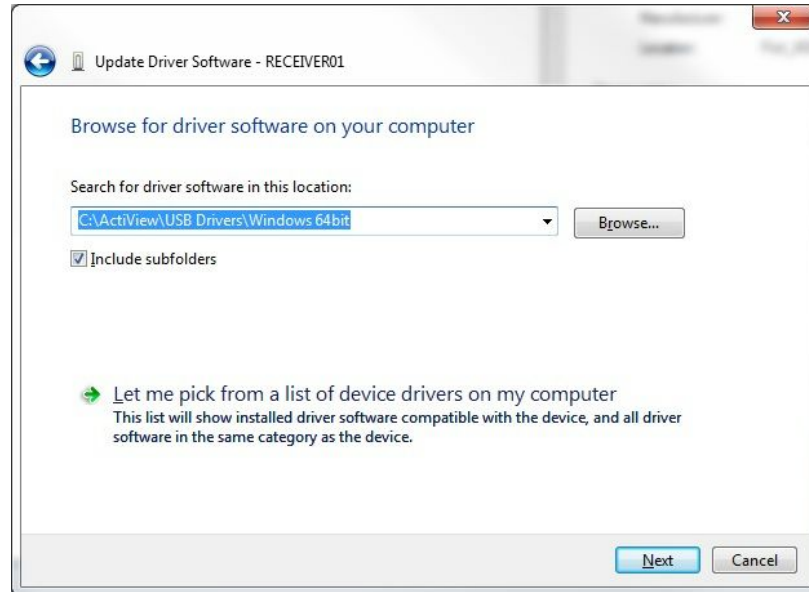 Update Driver Software - RECEIVER01
Browse for driver software on your computer
Search for driver software in this location:
C:\ActiView\USB Drivers\Windows 64bit
Browse...
Include subfolders
Let me pick from a list of device drivers on my computer
This list will show installed driver software compatible with the device, and all driver
software in the same category as the device.
Next
Cancel